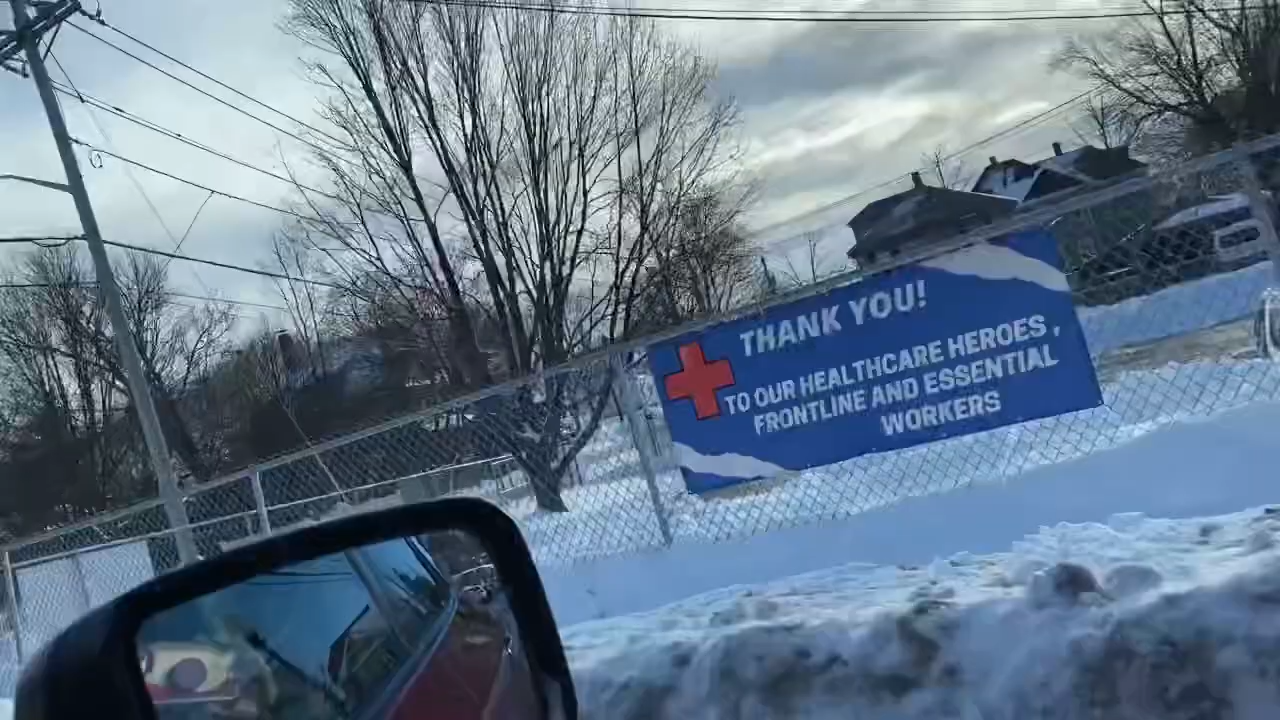 THANK YOU!
TO OUR HEALTHCARE HEROES ,
FRONTLINE AND ESSENTIAL
WORKERS